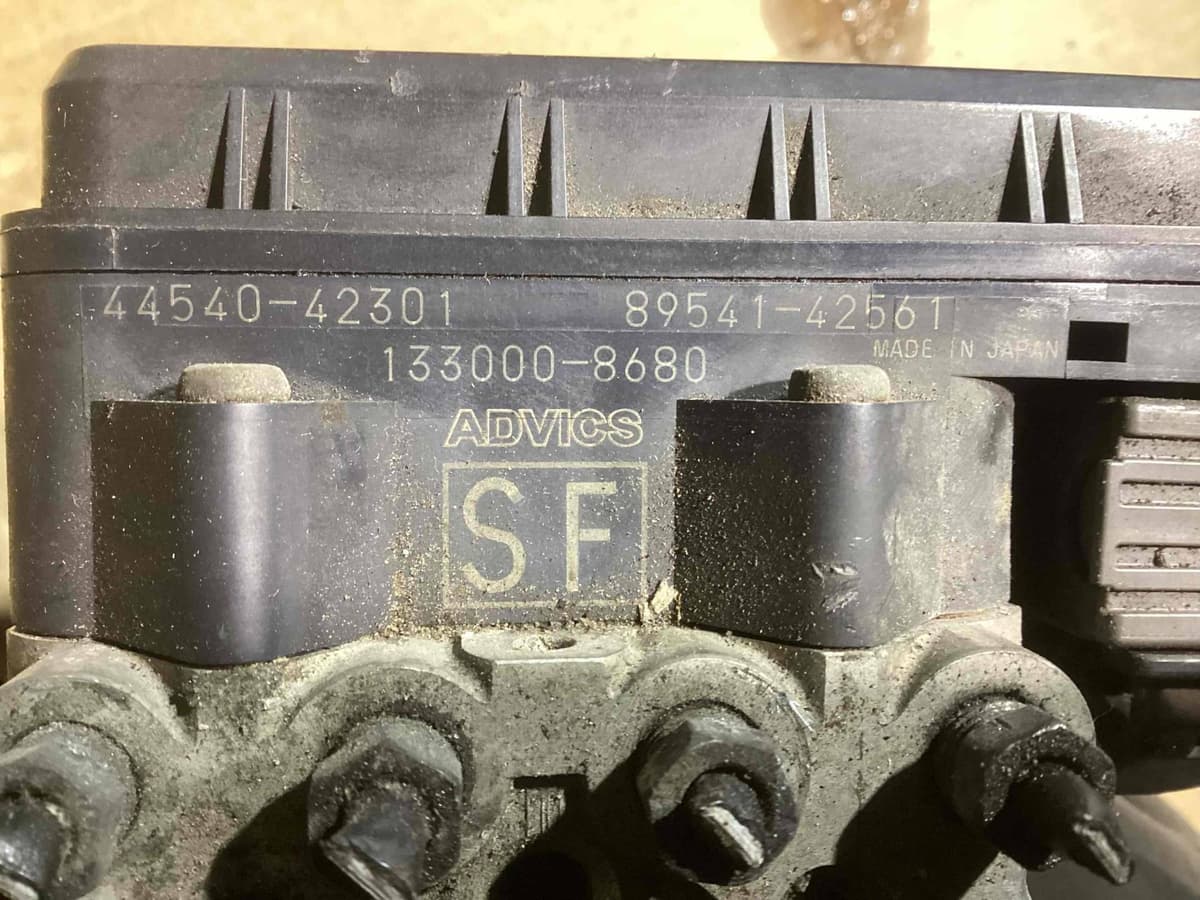 44540-42301 89541-42561
133000-8680 MADE IN JAPAN
ADVICS
SF